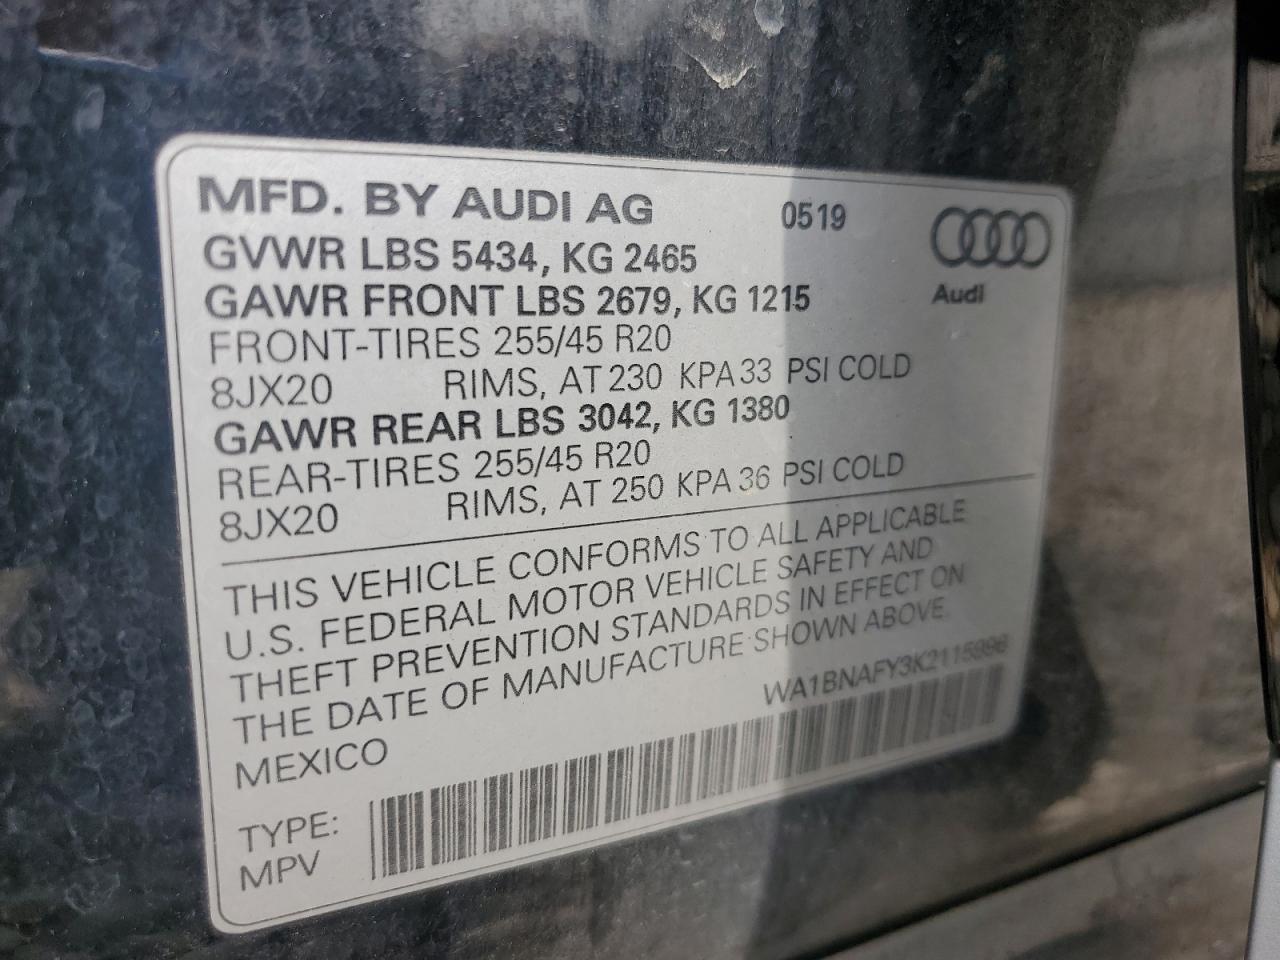 MFD. BY AUDI AG 0519
GVWR LBS 5434, KG 2465
GAWR FRONT LBS 2679, KG 1215
Audi
FRONT-TIRES 255/45 R20
8JX20 RIMS, AT 230 KPA 33 PSI COLD
GAWR REAR LBS 3042, KG 1380
REAR-TIRES 255/45 R20
8JX20 RIMS, AT 250 KPA 36 PSI COLD
THIS VEHICLE CONFORMS TO ALL APPLICABLE
U.S. FEDERAL MOTOR VEHICLE SAFETY AND
THEFT PREVENTION STANDARDS IN EFFECT ON
THE DATE OF MANUFACTURE SHOWN ABOVE.
MEXICO
TYPE:
MPV